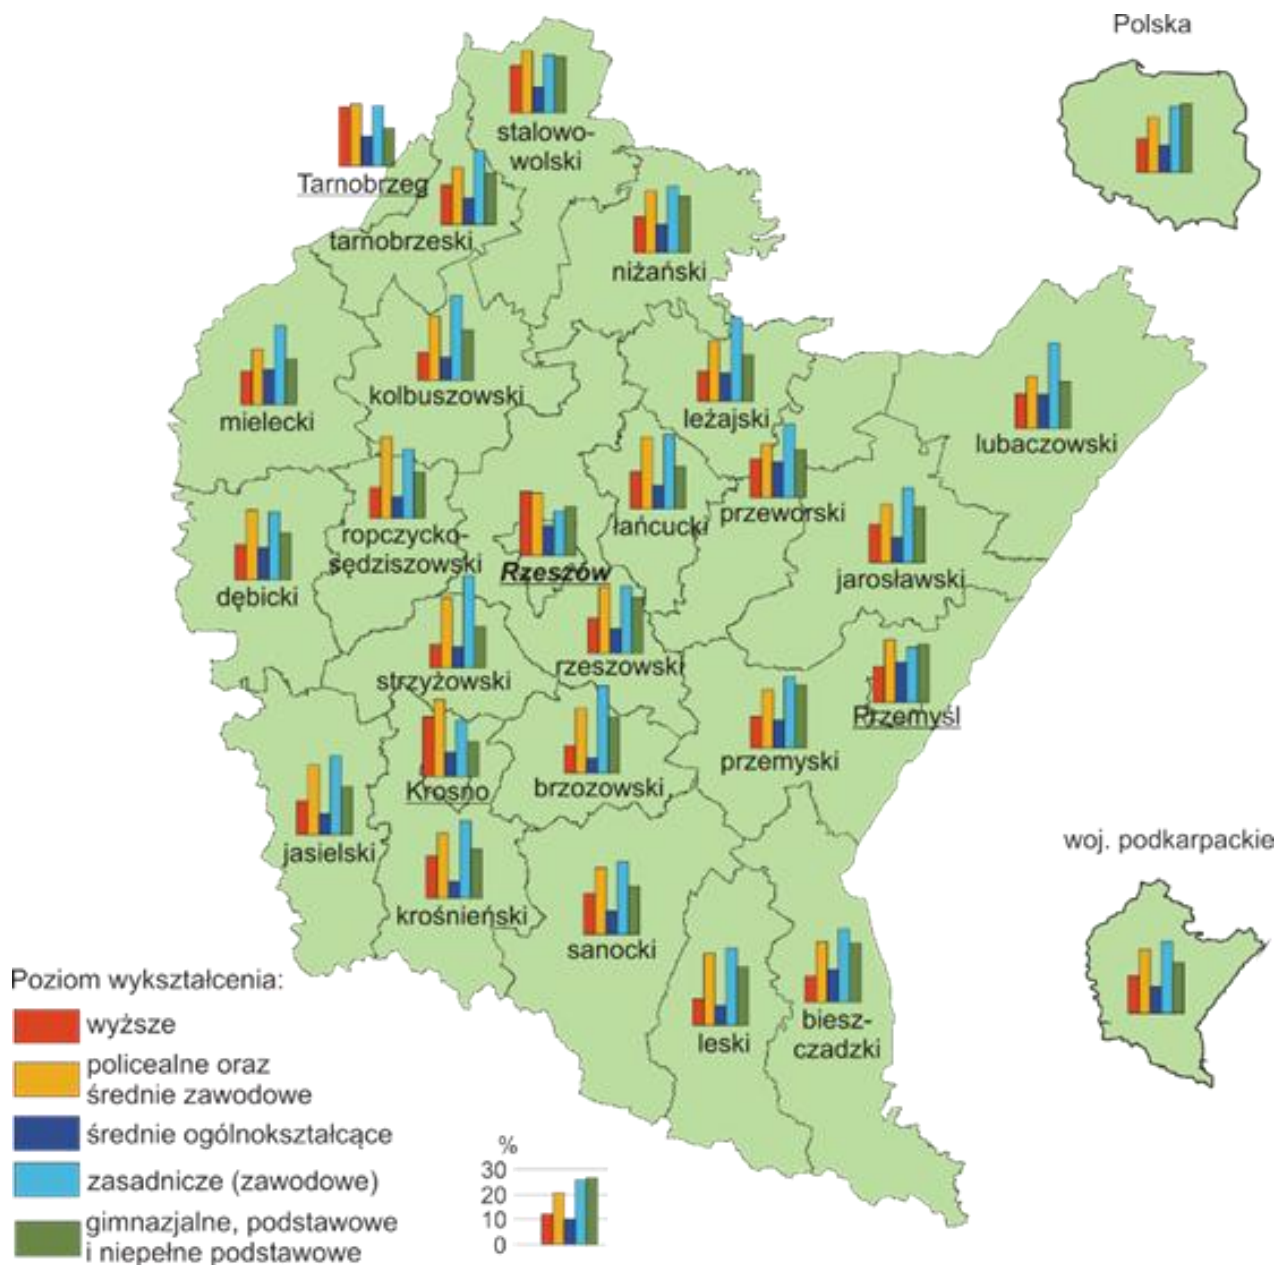 Polska
stalowo-
wolski
Tarnobrzeg
tarnobrzeski
niżański
kolbuszowski
mielecki
leżajski
lubaczowski
ropczycko-
sędziszowski
łańcucki
przeworski
Rzeszów
jarosławski
dębicki
strzyżowski
rzeszowski
Przemyśl
przemyski
Krosno
brzozowski
jasielski
woj. podkarpackie
krośnieński
sanocki
leski
biesz-
czadzki
Poziom wykształcenia:
wyższe
policealne oraz
średnie zawodowe
średnie ogólnokształcące
zasadnicze (zawodowe)
gimnazjalne, podstawowe
i niepełne podstawowe
%
30
20
10
0